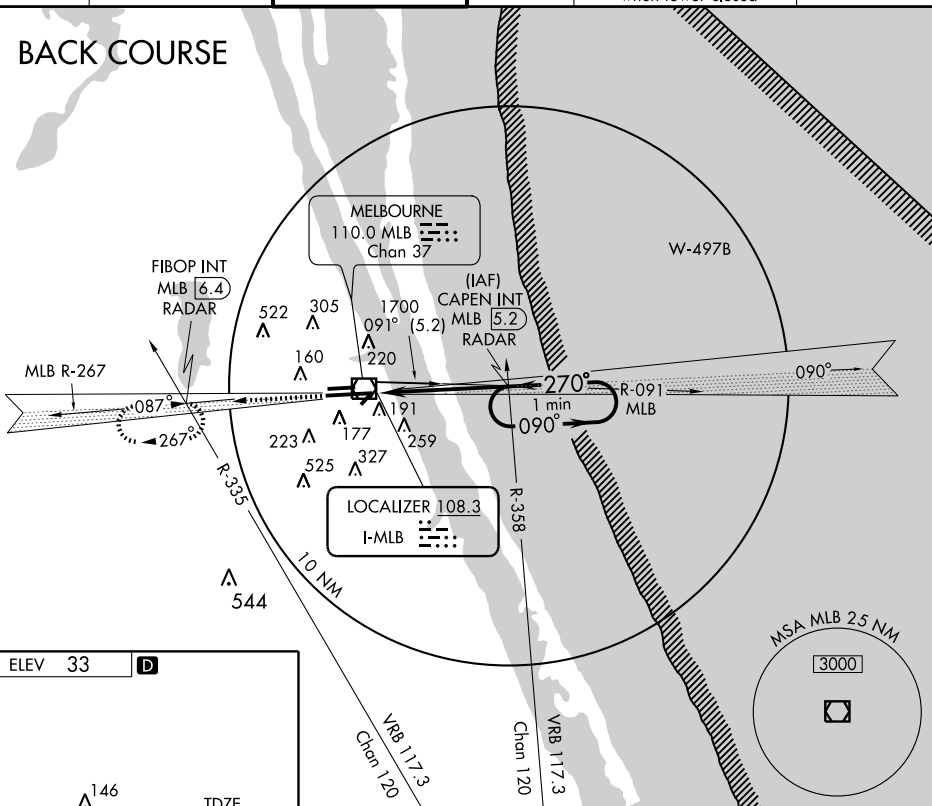 BACK COURSE
MELBOURNE
110.0 MLB
Chan 37
W-497B
FIBOP INT
MLB 6.4
RADAR
(IAF)
CAPEN INT
MLB 5.2
RADAR
522
305
1700
091°
(5.2)
160
220
MLB R-267
090°
270°
R-091
MLB
1 min
087°
191
090°
177
259
267°
223
327
525
R-335
R-358
LOCALIZER 108.3
I-MLB
10 NM
544
MSA MLB 25 NM
3000
ELEV 33
D
VRB 117.3
Chan 120
VRB 117.3
Chan 120
146
TDZE